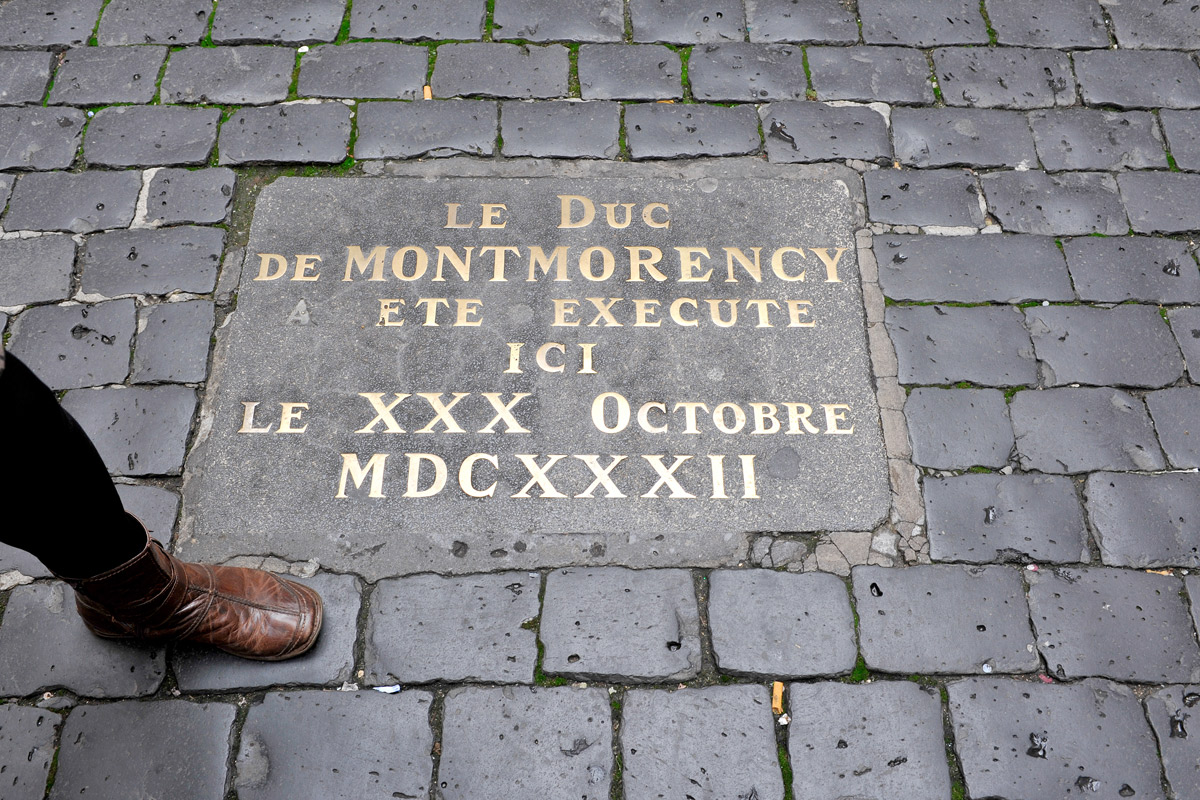 LE DUC
DE MONTMORENCY
A ETE EXECUTE
ICI
LE XXX OCTOBRE
MDCXXXII